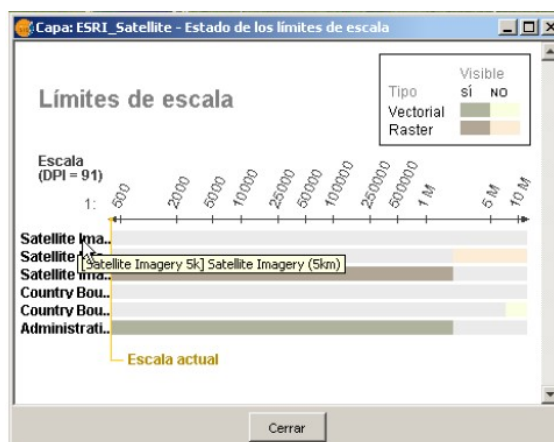 Capa: ESRI_Satellite - Estado de los límites de escala
Límites de escala
Visible
Tipo SÍ NO
Vectorial
Raster
Escala
(DPI = 91)
1: 500 2000 5000 10000 25000 50000 100000 250000 500000 1 M 5 M 10 M
Satellite Ima..
Satellite
[Satellite Imagery 5k] Satellite Imagery (5km)
Satellite Ima..
Country Bou..
Country Bou..
Administrati..
Escala actual
Cerrar